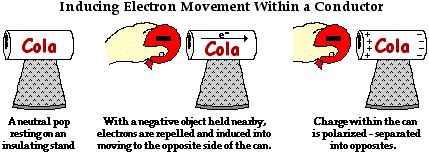 Inducing Electron Movement Within a Conductor
Cola
e-
Cola
+ Cola -
+ -
+ -
+ -
A neutral pop
resting on an
insulating stand
With a negative object held nearby,
electrons are repelled and induced into
moving to the opposite side of the can.
Charge within the can
is polarized - separated
into opposites.